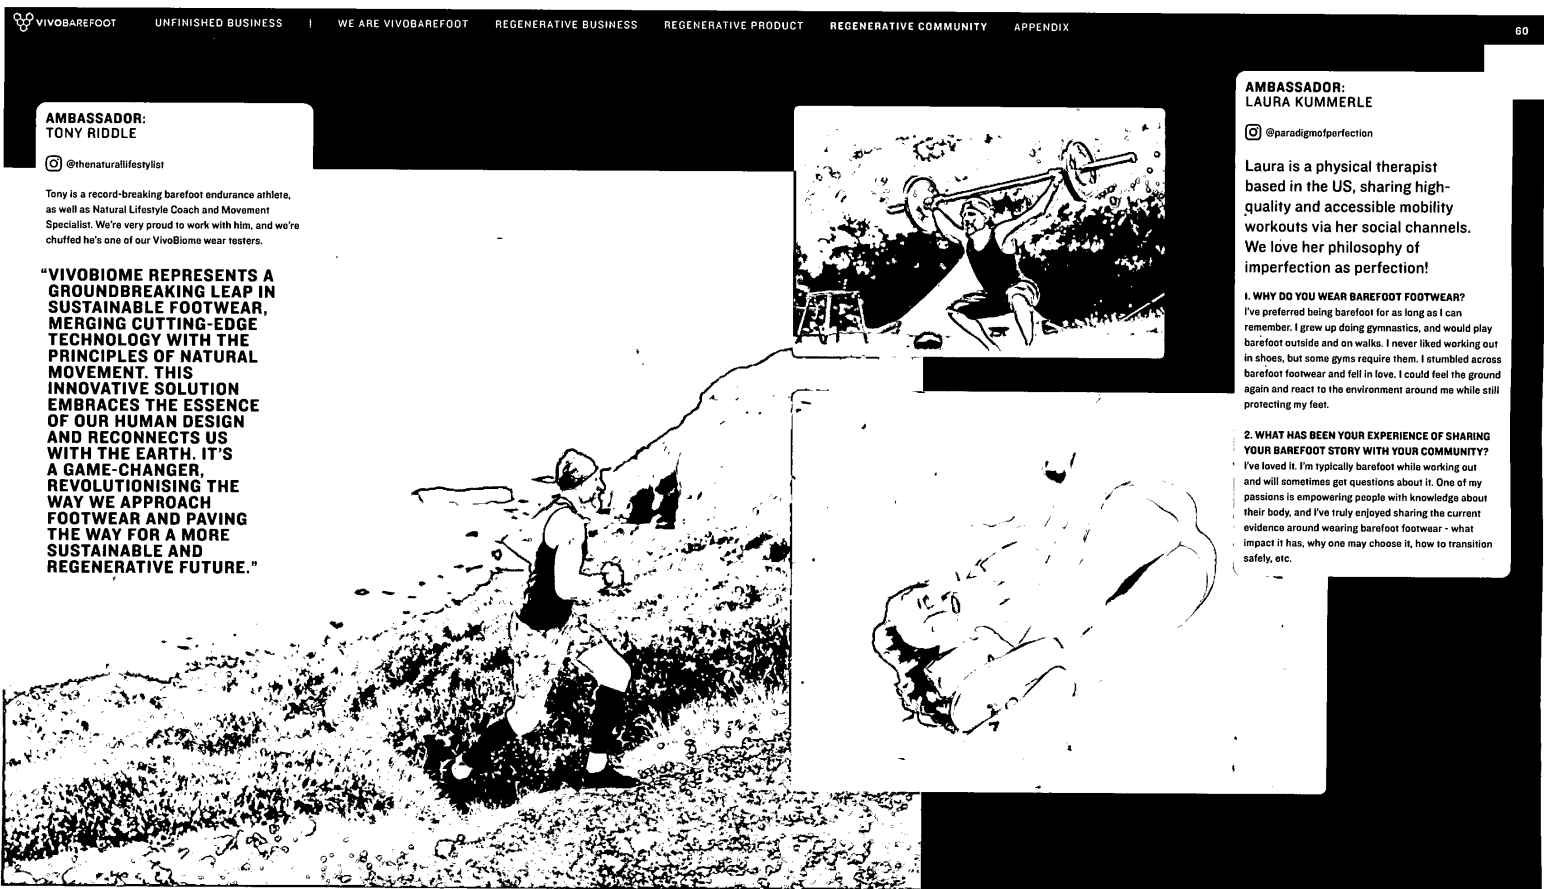 VIVOBAREFOOT
UNFINISHED BUSINESS | WE ARE VIVOBAREFOOT REGENERATIVE BUSINESS REGENERATIVE PRODUCT REGENERATIVE COMMUNITY APPENDIX
60
AMBASSADOR:
TONY RIDDLE
@thenaturallifestylist
Tony is a record-breaking barefoot endurance athlete,
as well as Natural Lifestyle Coach and Movement
Specialist. We're very proud to work with him, and we're
chuffed he's one of our VivoBiome wear testers.
“VIVOBIOME REPRESENTS A
GROUNDBREAKING LEAP IN
SUSTAINABLE FOOTWEAR,
MERGING CUTTING-EDGE
TECHNOLOGY WITH THE
PRINCIPLES OF NATURAL
MOVEMENT. THIS
INNOVATIVE SOLUTION
EMBRACES THE ESSENCE
OF OUR HUMAN DESIGN
AND RECONNECTS US
WITH THE EARTH. IT'S
A GAME-CHANGER,
REVOLUTIONISING THE
WAY WE APPROACH
FOOTWEAR AND PAVING
THE WAY FOR A MORE
SUSTAINABLE AND
REGENERATIVE FUTURE.”
AMBASSADOR:
LAURA KUMMERLE
@paradigmofperfection
Laura is a physical therapist
based in the US, sharing high-
quality and accessible mobility
workouts via her social channels.
We love her philosophy of
imperfection as perfection!
1. WHY DO YOU WEAR BAREFOOT FOOTWEAR?
I've preferred being barefoot for as long as I can
remember. I grew up doing gymnastics, and would play
barefoot outside and on walks. I never liked working out
in shoes, but some gyms require them. I stumbled across
barefoot footwear and fell in love. I could feel the ground
again and react to the environment around me while still
protecting my feet.
2. WHAT HAS BEEN YOUR EXPERIENCE OF SHARING
YOUR BAREFOOT STORY WITH YOUR COMMUNITY?
I've loved it. I'm typically barefoot while working out
and will sometimes get questions about it. One of my
passions is empowering people with knowledge about
their body, and I've truly enjoyed sharing the current
evidence around wearing barefoot footwear - what
impact it has, why one may choose it, how to transition
safely, etc.